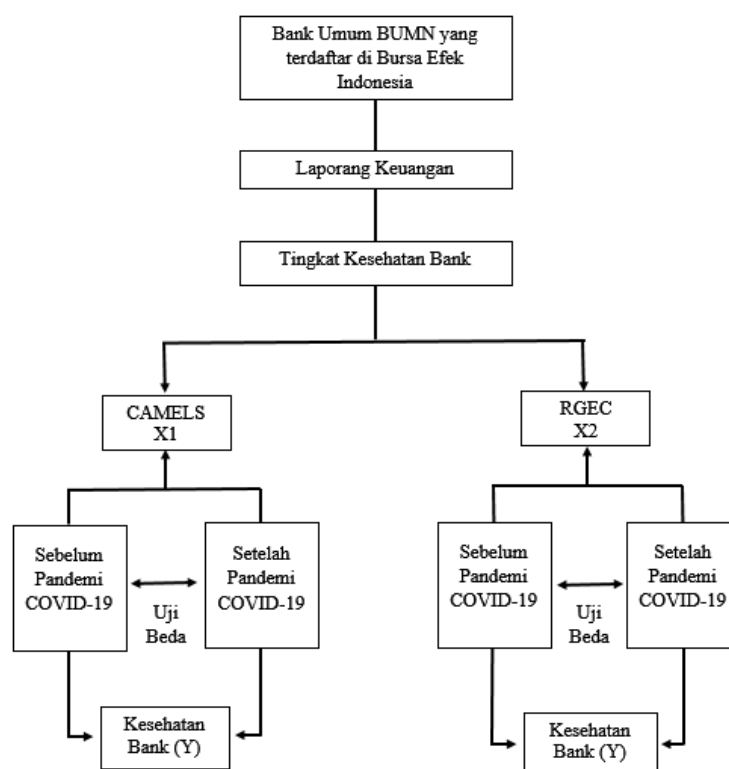 Bank Umum BUMN yang
terdaftar di Bursa Efek
Indonesia
Laporang Keuangan
Tingkat Kesehatan Bank
CAMELS
X1
RGEC
X2
Sebelum
Pandemi
COVID-19
Uji
Beda
Setelah
Pandemi
COVID-19
Sebelum
Pandemi
COVID-19
Uji
Beda
Setelah
Pandemi
COVID-19
Kesehatan
Bank (Y)
Kesehatan
Bank (Y)